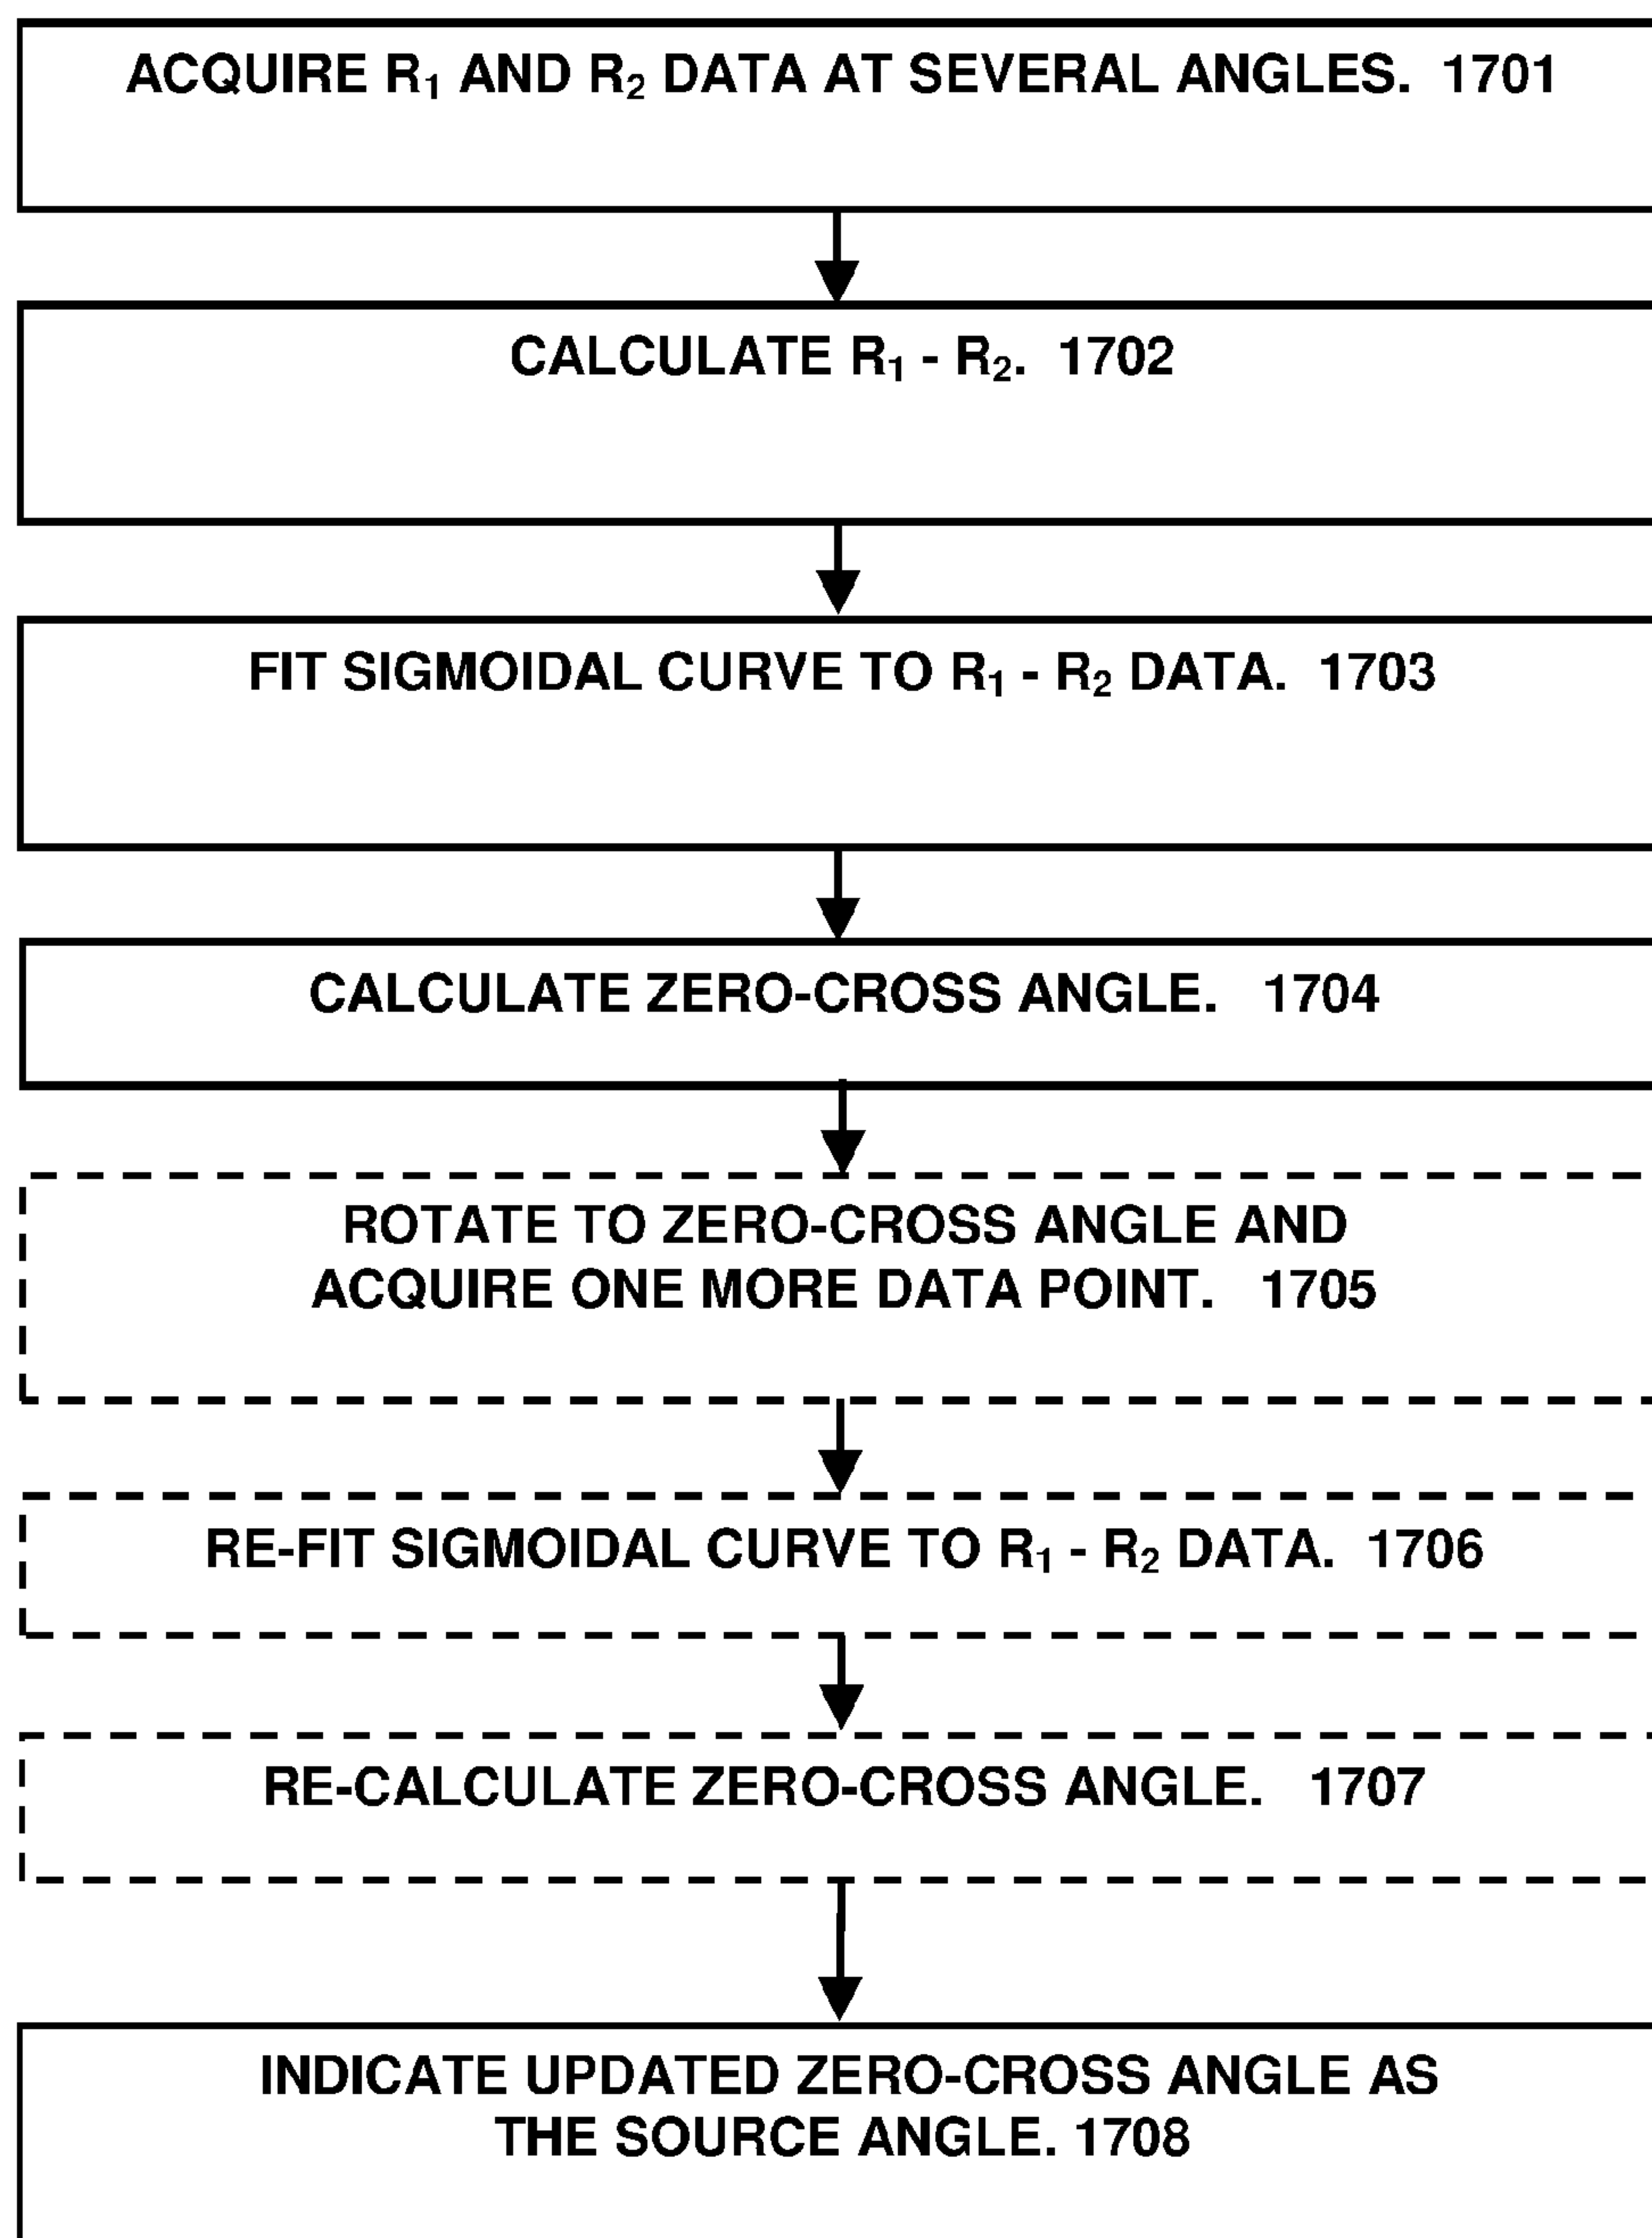 ACQUIRE R₁ AND R₂ DATA AT SEVERAL ANGLES. 1701
CALCULATE R₁ - R₂. 1702
FIT SIGMOIDAL CURVE TO R₁ - R₂ DATA. 1703
CALCULATE ZERO-CROSS ANGLE. 1704
ROTATE TO ZERO-CROSS ANGLE AND
ACQUIRE ONE MORE DATA POINT. 1705
RE-FIT SIGMOIDAL CURVE TO R₁ - R₂ DATA. 1706
RE-CALCULATE ZERO-CROSS ANGLE. 1707
INDICATE UPDATED ZERO-CROSS ANGLE AS
THE SOURCE ANGLE. 1708